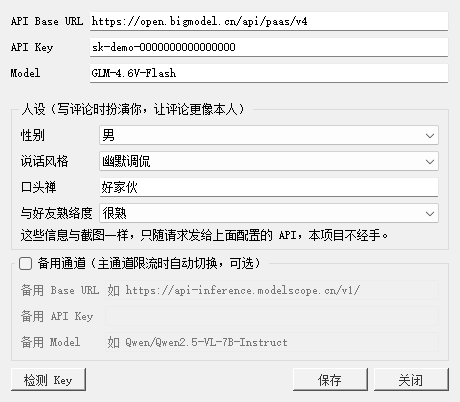 API Base URL https://open.bigmodel.cn/api/paas/v4
API Key sk-demo-0000000000000000
Model GLM-4.6V-Flash
人设（写评论时扮演你，让评论更像本人）
性别 男
说话风格 幽默调侃
口头禅 好家伙
与好友熟络度 很熟
这些信息与截图一样，只随请求发给上面配置的 API，本项目不经手。
备用通道（主通道限流时自动切换，可选）
备用 Base URL 如 https://api-inference.modelscope.cn/v1/
备用 API Key
备用 Model 如 Qwen/Qwen2.5-VL-7B-Instruct
检测 Key 保存 关闭